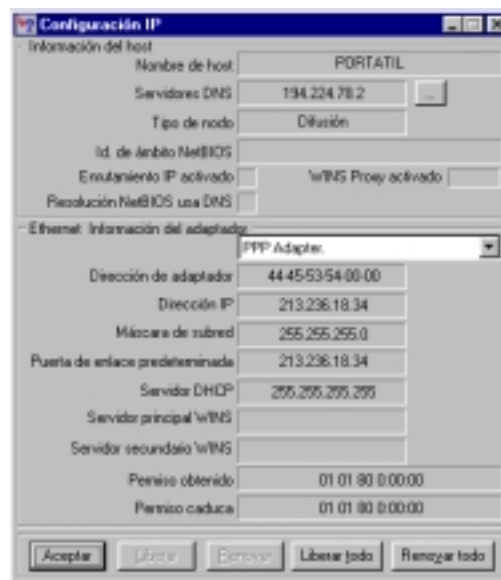 Configuración IP
Información del host
Nombre de host PORTATIL
Servidores DNS 194.224.78.2 ...
Tipo de nodo Difusión
Id. de ámbito NetBIOS
Enrutamiento IP activado WINS Proxy activado
Resolución NetBIOS usa DNS
Ethernet Información del adaptador
PPP Adapter.
Dirección de adaptador 44-45-53-54-00-00
Dirección IP 213.236.18.34
Máscara de subred 255.255.255.0
Puerta de enlace predeterminada 213.236.18.34
Servidor DHCP 255.255.255.255
Servidor principal WINS
Servidor secundario WINS
Permiso obtenido 01 01 80 0:00:00
Permiso caduca 01 01 80 0:00:00
Aceptar Liberar Renovar Liberar todo Renovar todo